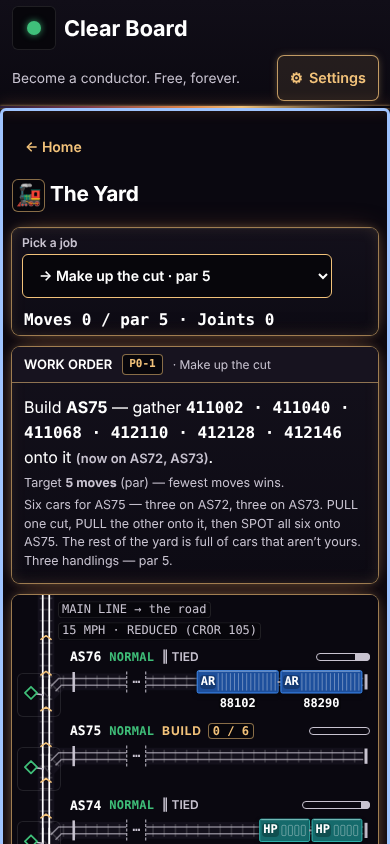 Clear Board
Become a conductor. Free, forever.
⚙ Settings
← Home
The Yard
Pick a job
→ Make up the cut · par 5
Moves 0 / par 5 · Joints 0
WORK ORDER P0-1 · Make up the cut
Build AS75 — gather 411002 · 411040 ·
411068 · 412110 · 412128 · 412146
onto it (now on AS72, AS73).
Target 5 moves (par) — fewest moves wins.
Six cars for AS75 — three on AS72, three on AS73. PULL
one cut, PULL the other onto it, then SPOT all six onto
AS75. The rest of the yard is full of cars that aren't yours.
Three handlings — par 5.
MAIN LINE → the road
15 MPH · REDUCED (CROR 105)
AS76 NORMAL ║ TIED
AR AR
88102 88290
AS75 NORMAL BUILD 0 / 6
AS74 NORMAL ║ TIED
HP HP